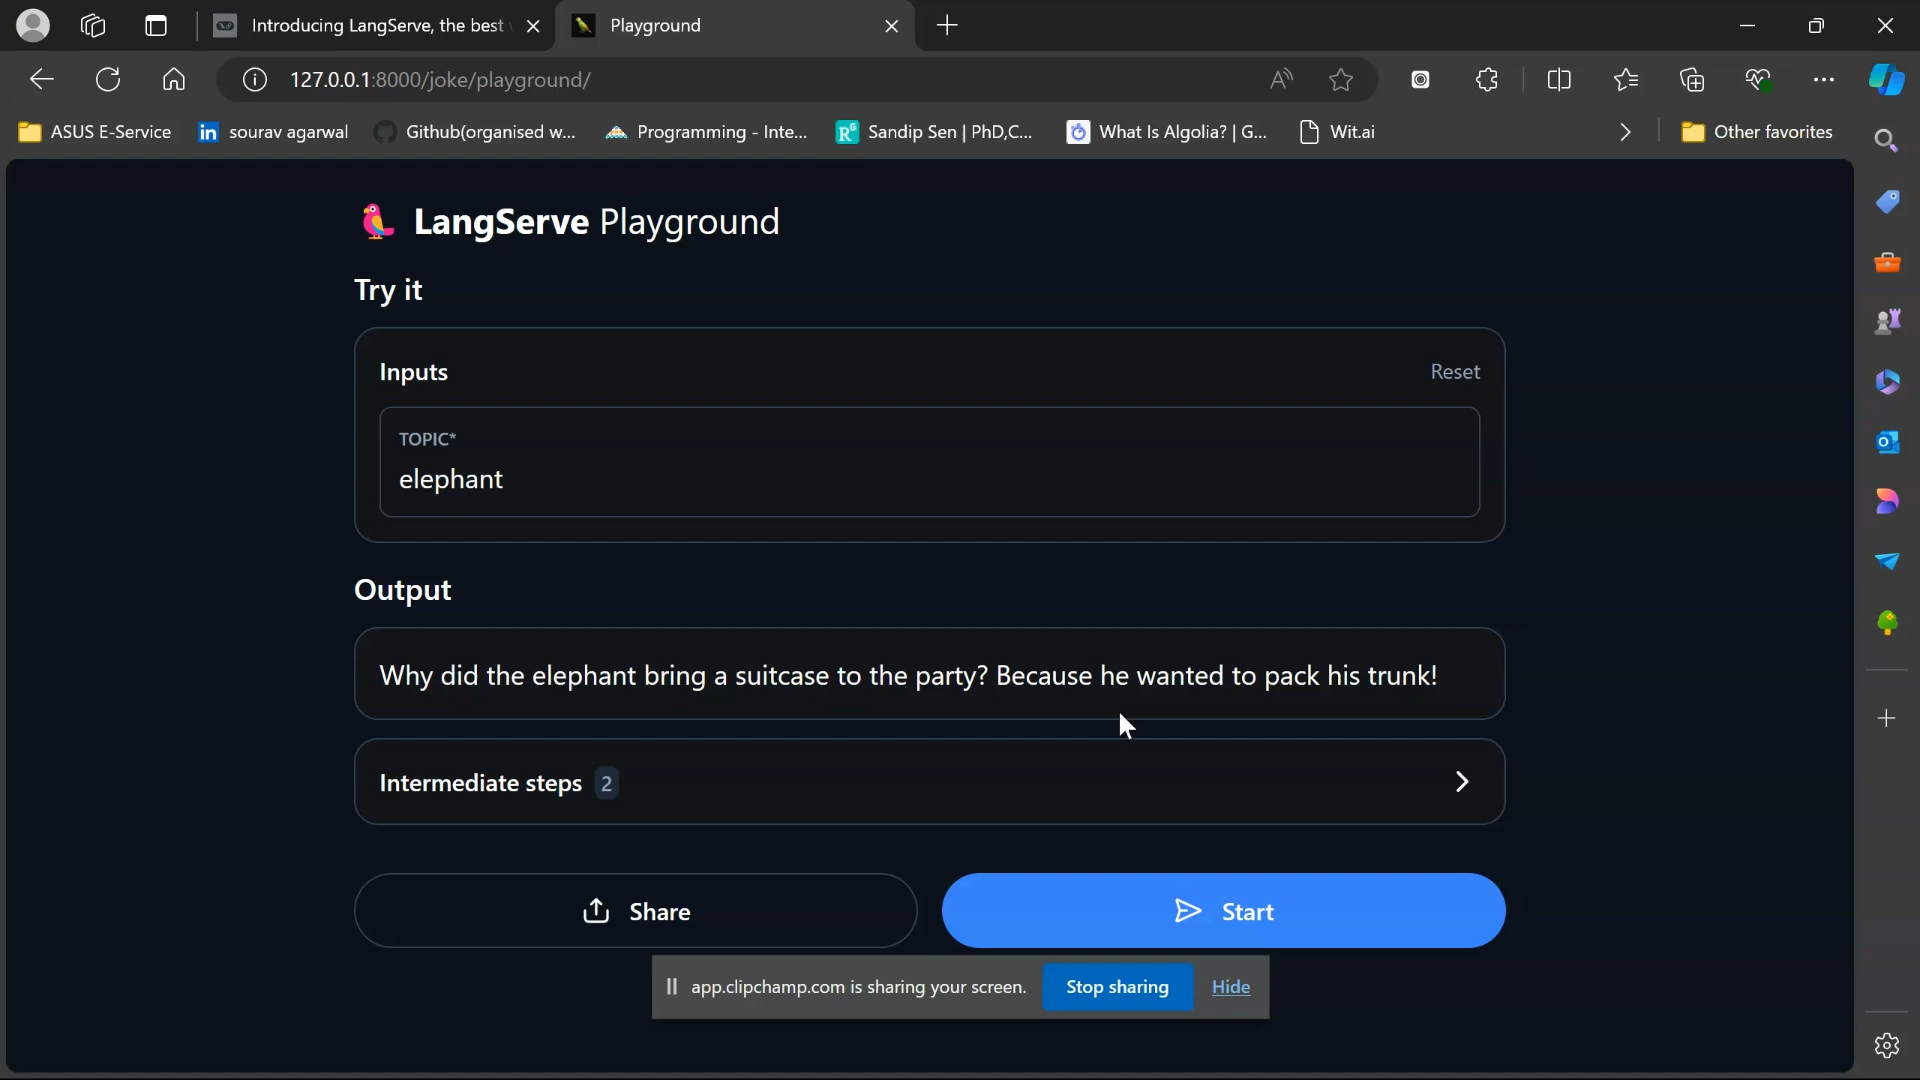 Introducing LangServe, the best
Playground
127.0.0.1:8000/joke/playground/
ASUS E-Service
sourav agarwal
Github(organised w...
Programming - Inte...
Sandip Sen | PhD,C...
What Is Algolia? | G...
Wit.ai
Other favorites
LangServe Playground
Try it
Inputs
Reset
TOPIC*
elephant
Output
Why did the elephant bring a suitcase to the party? Because he wanted to pack his trunk!
Intermediate steps 2
Share
Start
app.clipchamp.com is sharing your screen.
Stop sharing
Hide